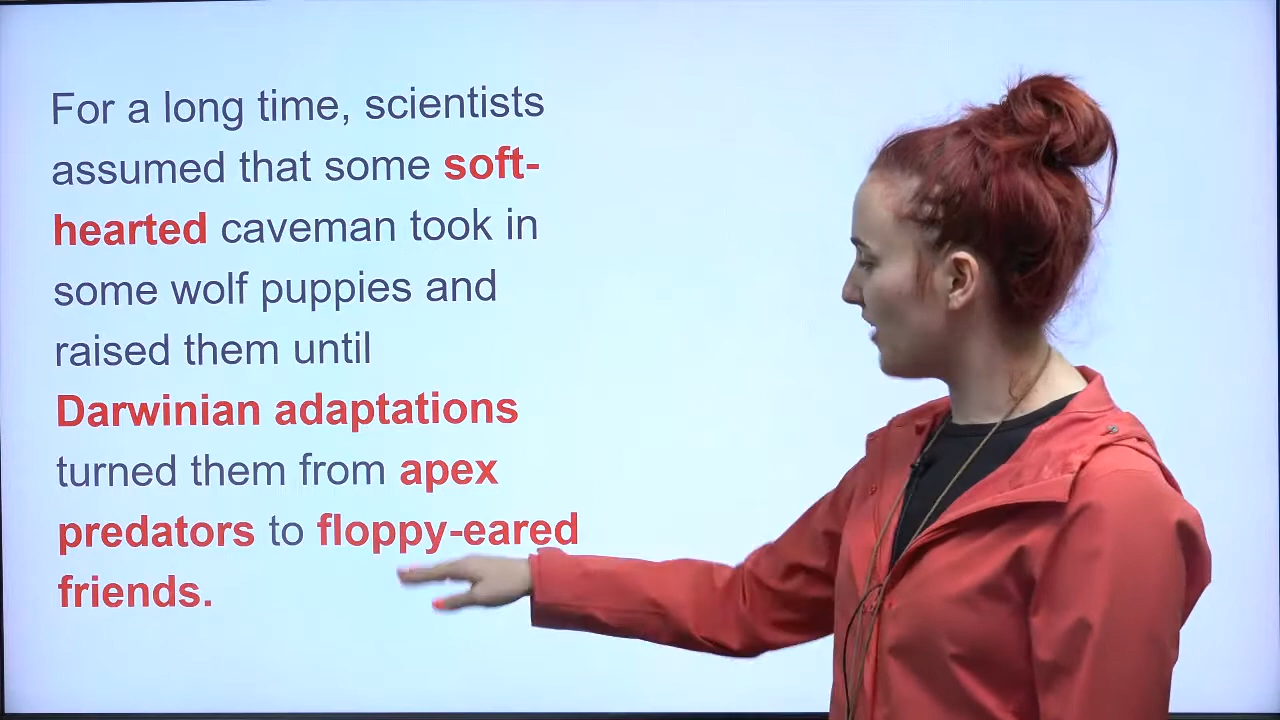 For a long time, scientists
assumed that some soft-
hearted caveman took in
some wolf puppies and
raised them until
Darwinian adaptations
turned them from apex
predators to floppy-eared
friends.